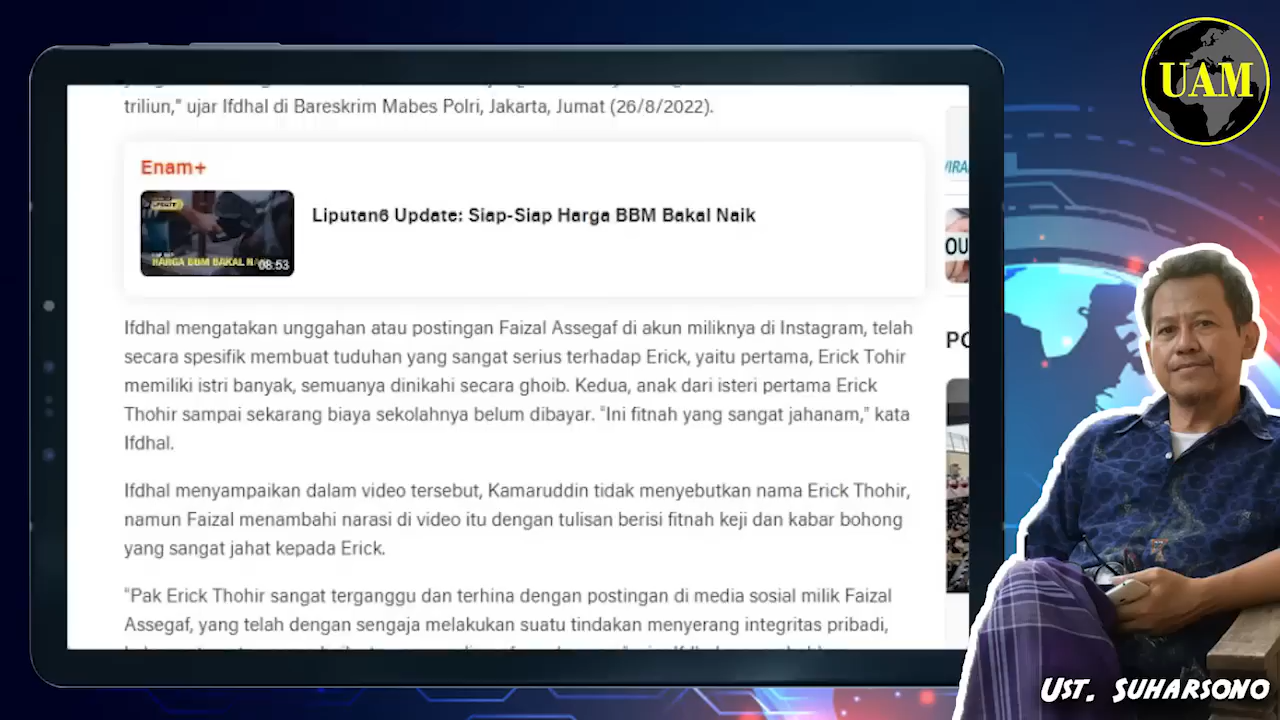 UAM
triliun,” ujar Ifdhal di Bareskrim Mabes Polri, Jakarta, Jumat (26/8/2022).
Enam+
UPDATE
HARGA BBM BAKAL
08:53
Liputan6 Update: Siap-Siap Harga BBM Bakal Naik
Ifdhal mengatakan unggahan atau postingan Faizal Assegaf di akun miliknya di Instagram, telah
secara spesifik membuat tuduhan yang sangat serius terhadap Erick, yaitu pertama, Erick Tohir
memiliki istri banyak, semuanya dinikahi secara ghoib. Kedua, anak dari isteri pertama Erick
Thohir sampai sekarang biaya sekolahnya belum dibayar. “Ini fitnah yang sangat jahanam,” kata
Ifdhal.
Ifdhal menyampaikan dalam video tersebut, Kamaruddin tidak menyebutkan nama Erick Thohir,
namun Faizal menambahi narasi di video itu dengan tulisan berisi fitnah keji dan kabar bohong
yang sangat jahat kepada Erick.
“Pak Erick Thohir sangat terganggu dan terhina dengan postingan di media sosial milik Faizal
Assegaf, yang telah dengan sengaja melakukan suatu tindakan menyerang integritas pribadi,
VIRA
OU
PO
UST. SUHARSONO